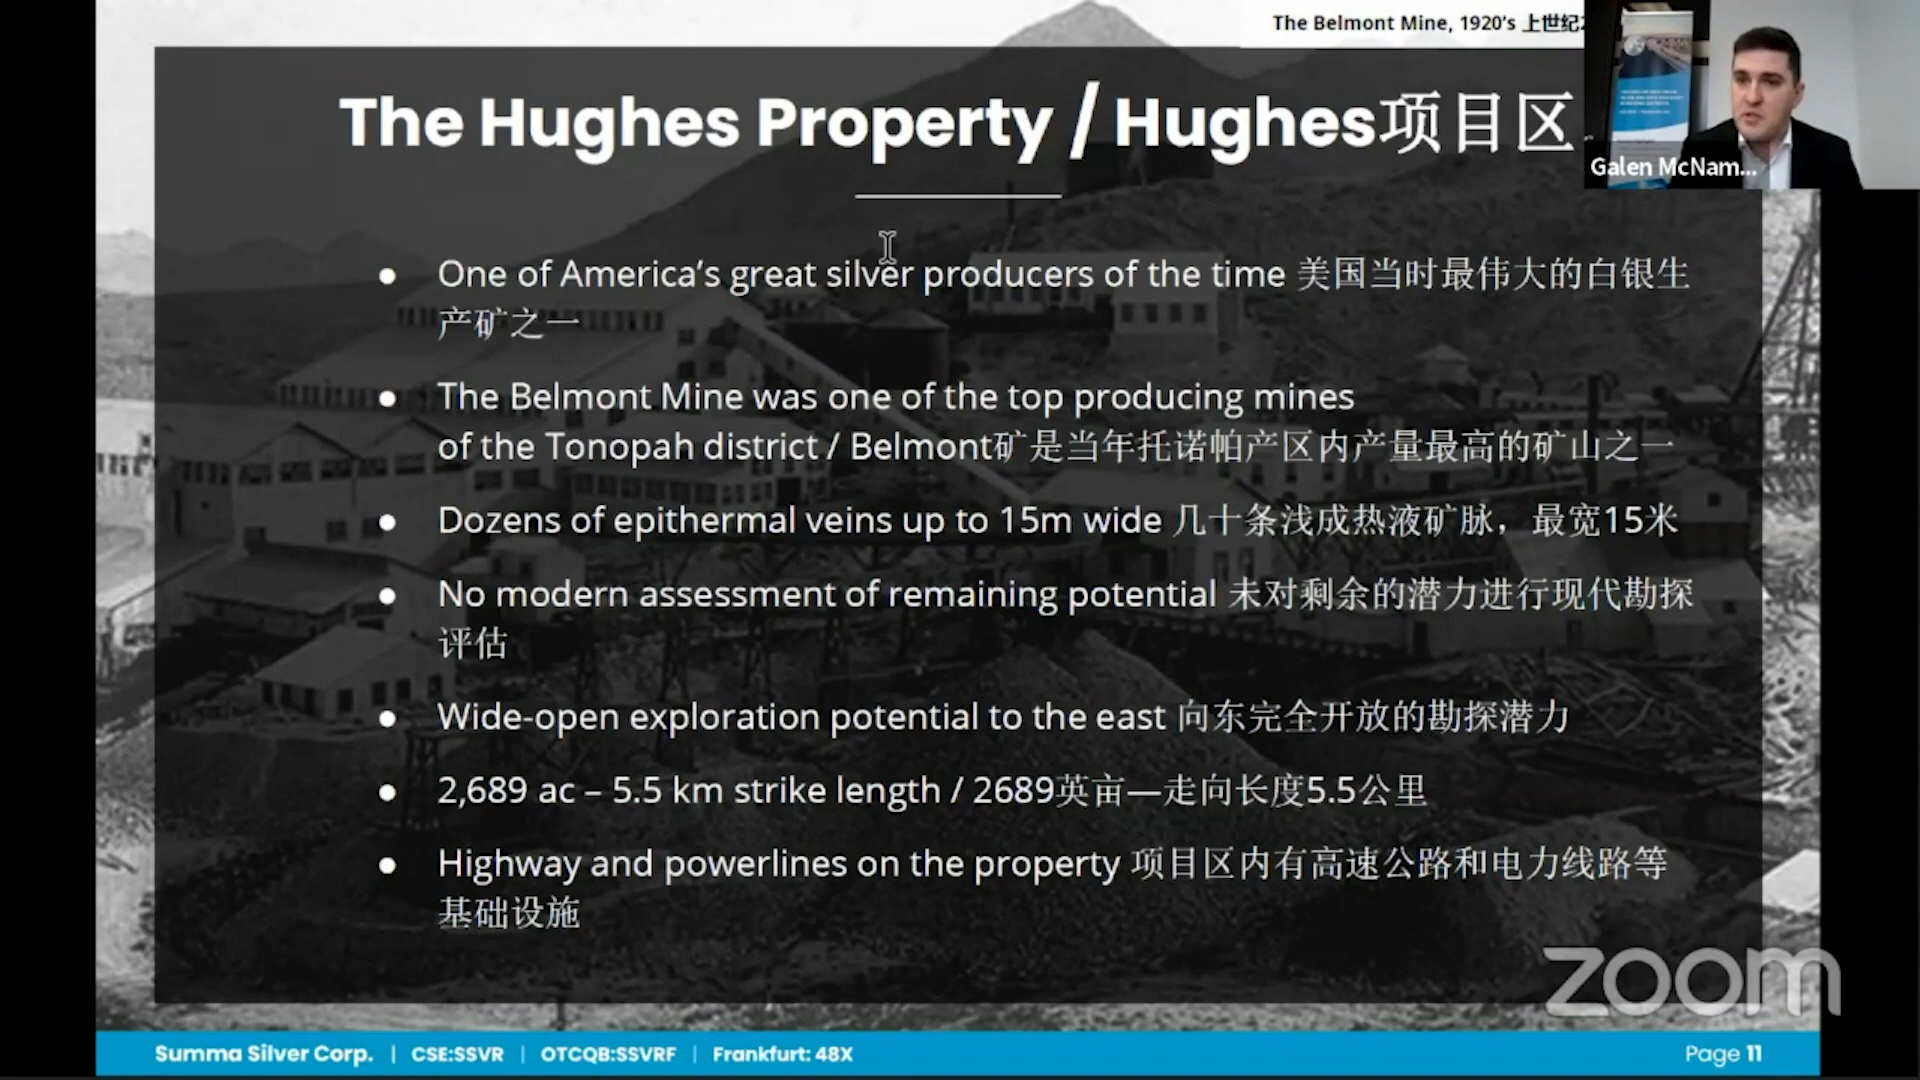 The Belmont Mine, 1920's 上世纪
The Hughes Property / Hughes项目区
Galen McNam...
• One of America's great silver producers of the time 美国当时最伟大的白银生
产矿之一
• The Belmont Mine was one of the top producing mines
of the Tonopah district / Belmont矿是当年托诺帕产区内产量最高的矿山之一
• Dozens of epithermal veins up to 15m wide 几十条浅成热液矿脉，最宽15米
• No modern assessment of remaining potential 未对剩余的潜力进行现代勘探
评估
• Wide-open exploration potential to the east 向东完全开放的勘探潜力
• 2,689 ac – 5.5 km strike length / 2689英亩—走向长度5.5公里
• Highway and powerlines on the property 项目区内有高速公路和电力线路等
基础设施
zoom
Summa Silver Corp. | CSE:SSVR | OTCQB:SSVRF | Frankfurt: 48X
Page 11